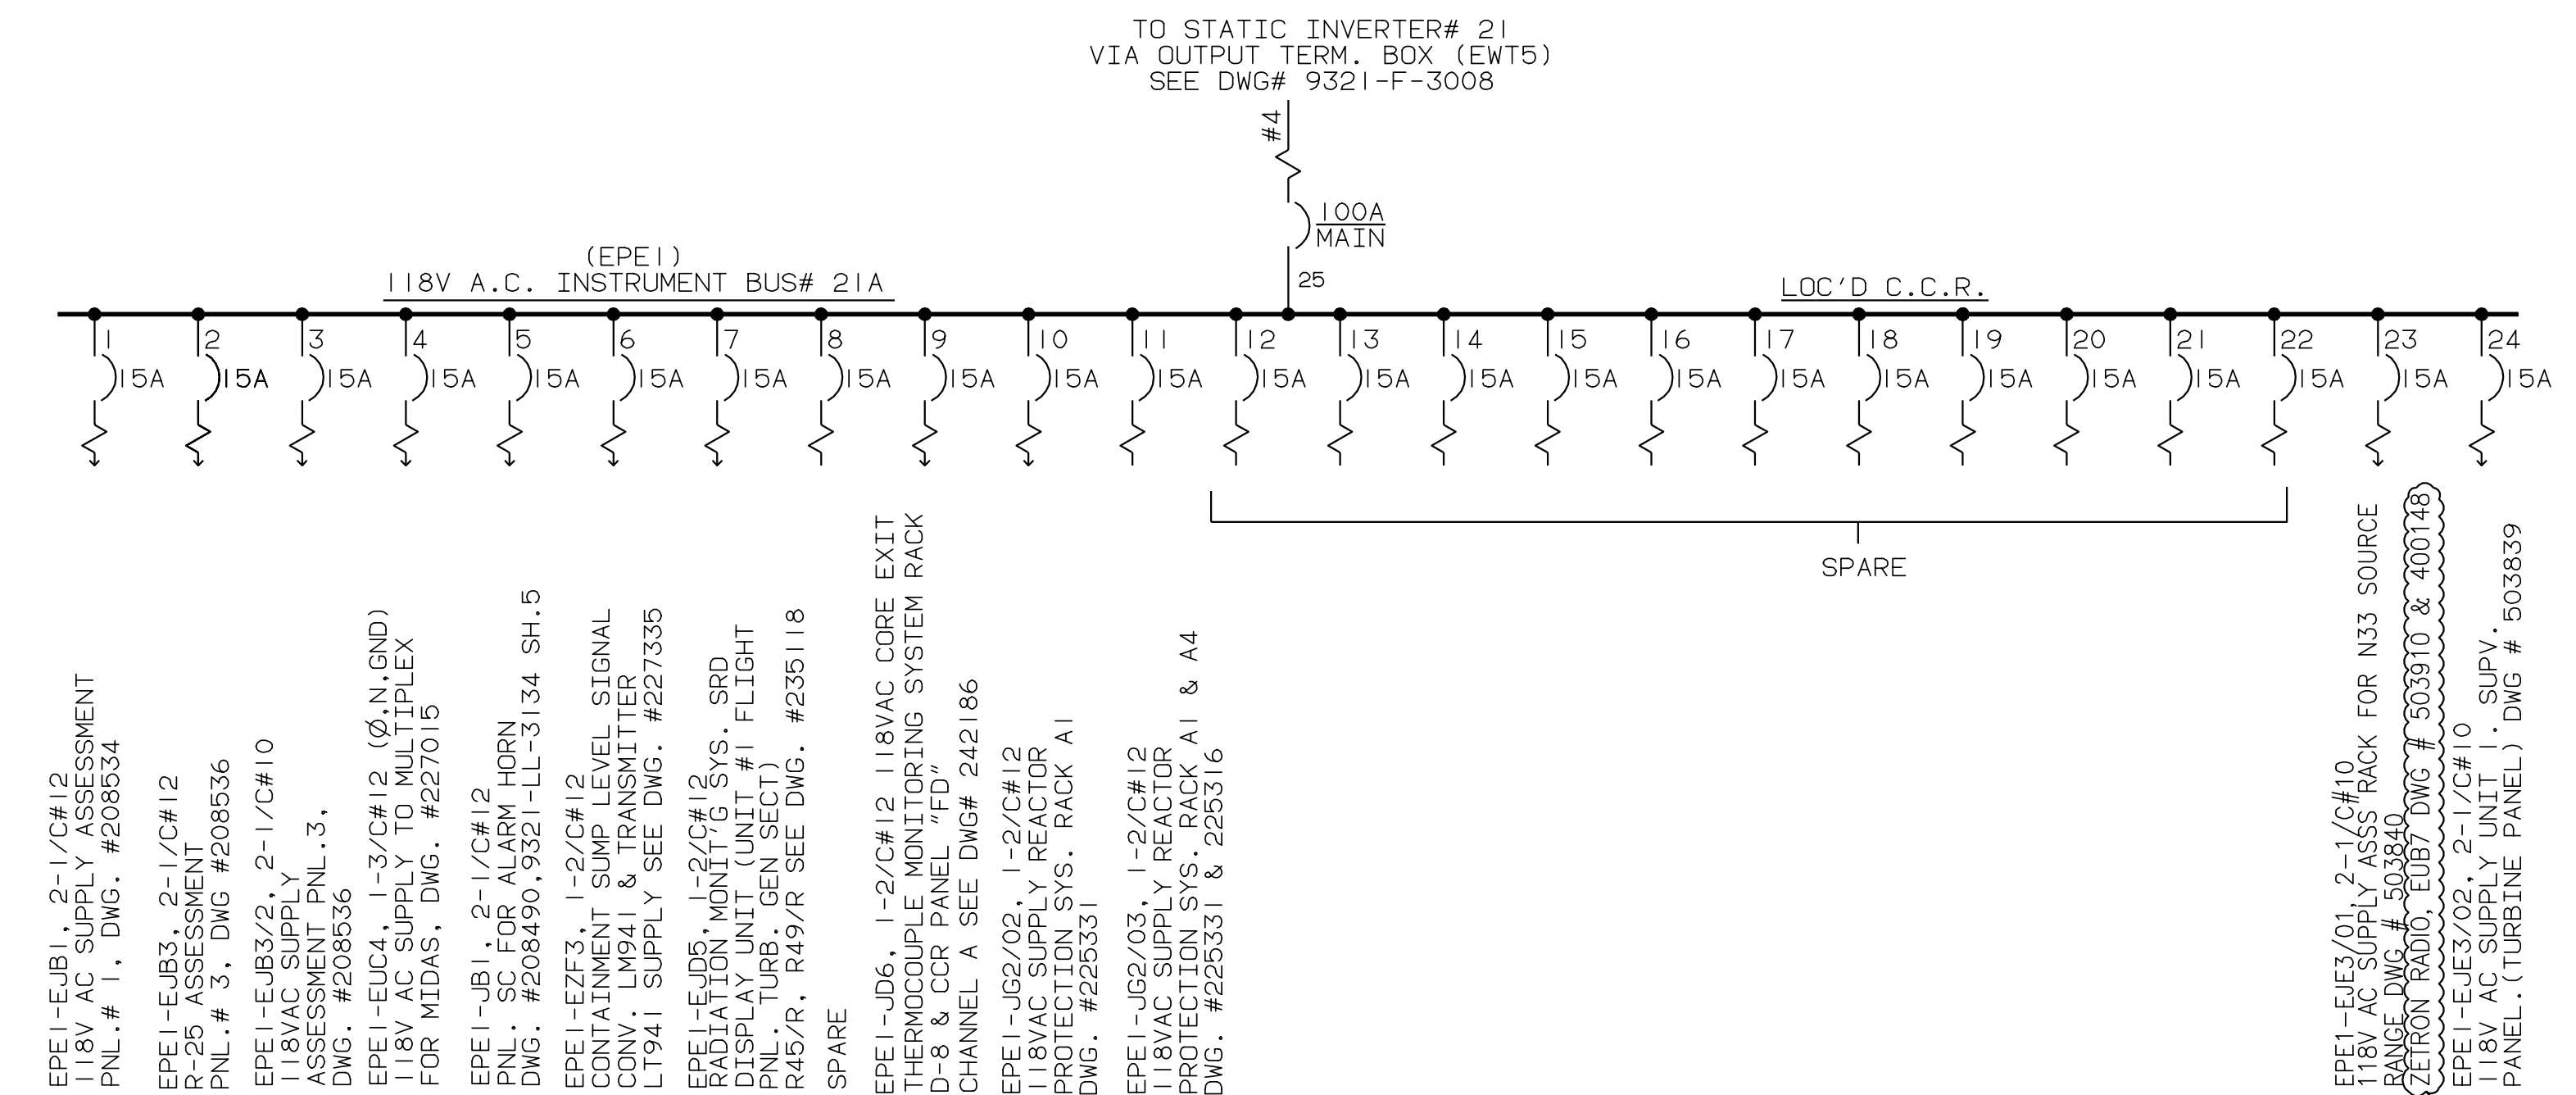 TO STATIC INVERTER# 21
VIA OUTPUT TERM. BOX (EWT5)
SEE DWG# 9321-F-3008
#4
100A
MAIN
25
(EPE1)
118V A.C. INSTRUMENT BUS# 21A
LOC'D C.C.R.
1 2 3 4 5 6 7 8 9 10 11 12 13 14 15 16 17 18 19 20 21 22 23 24
15A 15A 15A 15A 15A 15A 15A 15A 15A 15A 15A 15A 15A 15A 15A 15A 15A 15A 15A 15A 15A 15A 15A 15A
EPE1-EJB1, 2-1/C#12
118V AC SUPPLY ASSESSMENT
PNL.# 1, DWG. #208534
EPE1-EJB3, 2-1/C#12
R-25 ASSESSMENT
PNL.# 3, DWG #208536
EPE1-EJB3/2, 2-1/C#10
118VAC SUPPLY
ASSESSMENT PNL.3,
DWG. #208536
EPE1-EUC4, 1-3/C#12 (Ø,N,GND)
118V AC SUPPLY TO MULTIPLEX
FOR MIDAS, DWG. #227015
EPE1-JB1, 2-1/C#12
PNL. SC FOR ALARM HORN
DWG. #208490,9321-LL-3134 SH.5
EPE1-EZF3, 1-2/C#12
CONTAINMENT SUMP LEVEL SIGNAL
CONV. LM941 & TRANSMITTER
LT941 SUPPLY SEE DWG. #227335
EPE1-EJD5, 1-2/C#12
RADIATION MONIT'G SYS. SRD
DISPLAY UNIT (UNIT #1 FLIGHT
PNL. TURB. GEN SECT)
R45/R, R49/R SEE DWG. #235118
SPARE
EPE1-JD6, 1-2/C#12 118VAC CORE EXIT
THERMOCOUPLE MONITORING SYSTEM RACK
D-8 & CCR PANEL "FD"
CHANNEL A SEE DWG# 242186
EPE1-JG2/02, 1-2/C#12
118VAC SUPPLY REACTOR
PROTECTION SYS. RACK A1
DWG. #225331
EPE1-JG2/03, 1-2/C#12
118VAC SUPPLY REACTOR
PROTECTION SYS. RACK A1 & A4
DWG. #225331 & 225316
SPARE
EPE1-EJE3/01, 2-1/C#10
118V AC SUPPLY ASS RACK FOR N33 SOURCE
RANGE DWG # 503840
ZETRON RADIO, EUB7 DWG # 503910 & 400148
EPE1-EJE3/02, 2-1/C#10
118V AC SUPPLY UNIT 1. SUPV.
PANEL.(TURBINE PANEL) DWG # 503839